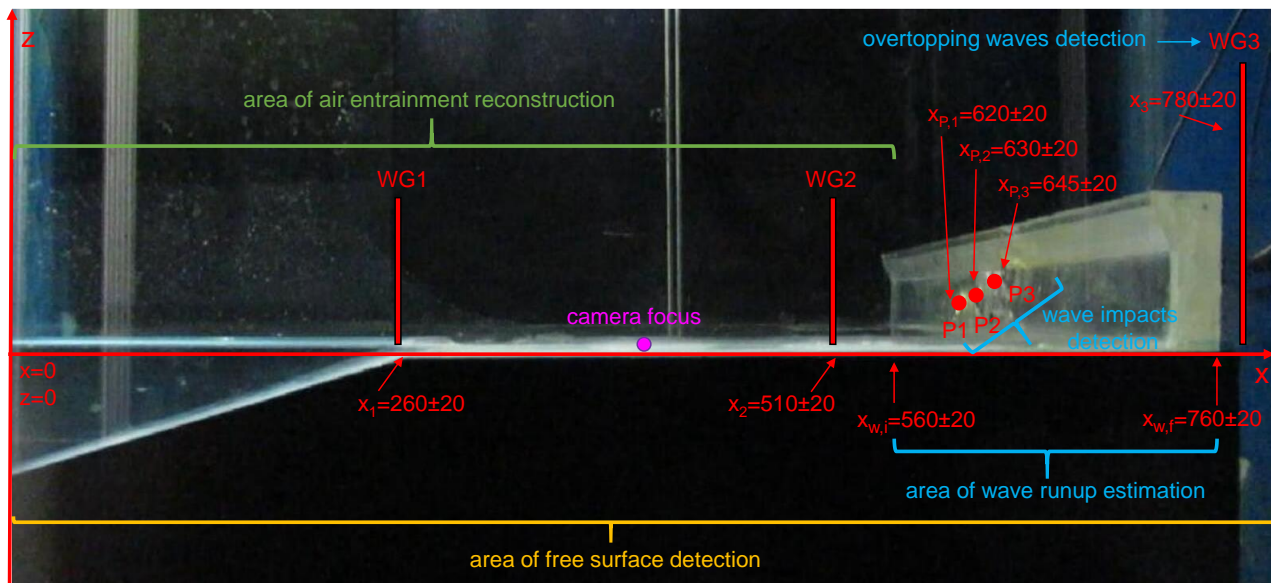 z
overtopping waves detection
WG3
area of air entrainment reconstruction
x3=780±20
xP,1=620±20
xP,2=630±20
WG1
WG2
xP,3=645±20
P3
camera focus
P1
P2
wave impacts
detection
x=0
z=0
x
x1=260±20
x2=510±20
xw,i=560±20
xw,f=760±20
area of wave runup estimation
area of free surface detection